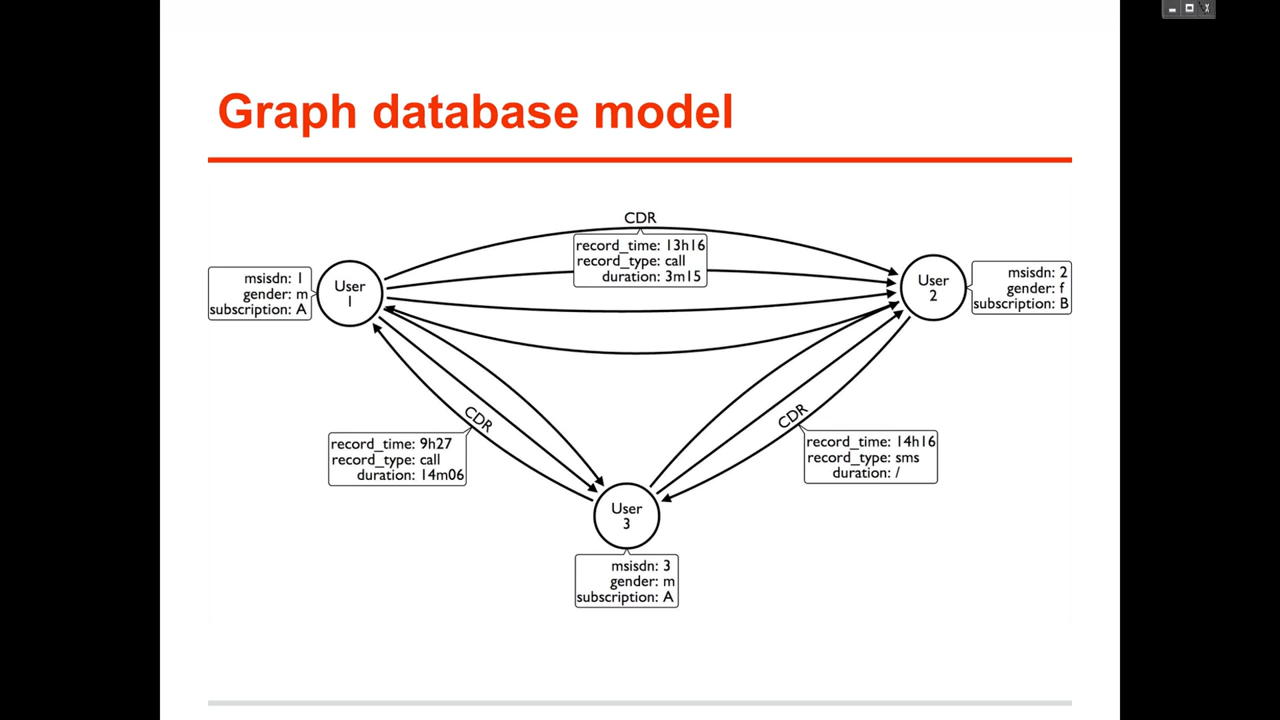 Graph database model
CDR
record_time: 13h16
record_type: call
duration: 3m15
msisdn: 1
gender: m
subscription: A
User
1
User
2
msisdn: 2
gender: f
subscription: B
CDR
record_time: 9h27
record_type: call
duration: 14m06
CDR
record_time: 14h16
record_type: sms
duration: /
User
3
msisdn: 3
gender: m
subscription: A